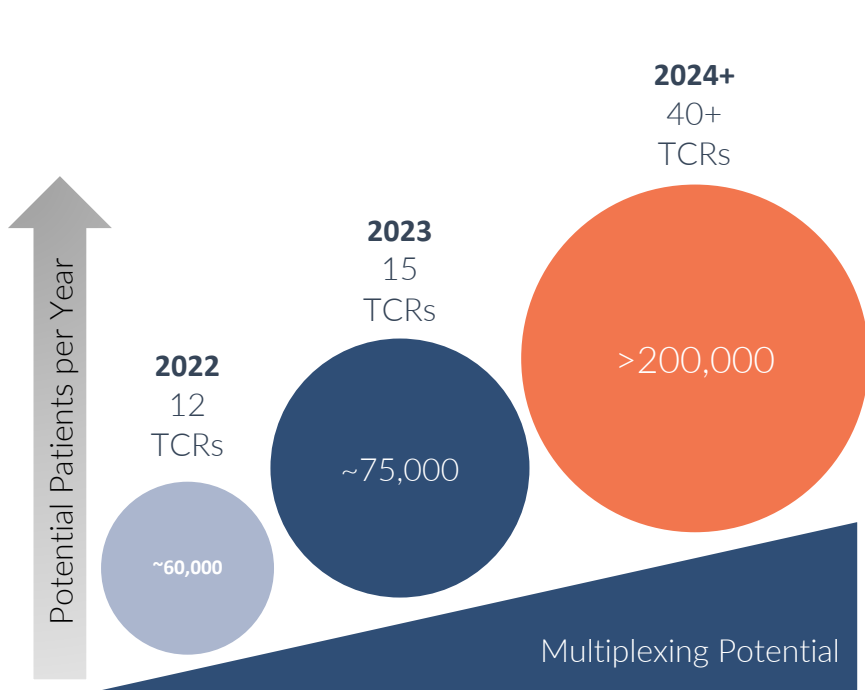 Potential Patients per Year
2022
12
TCRs
~60,000
2023
15
TCRs
~75,000
2024+
40+
TCRs
>200,000
Multiplexing Potential